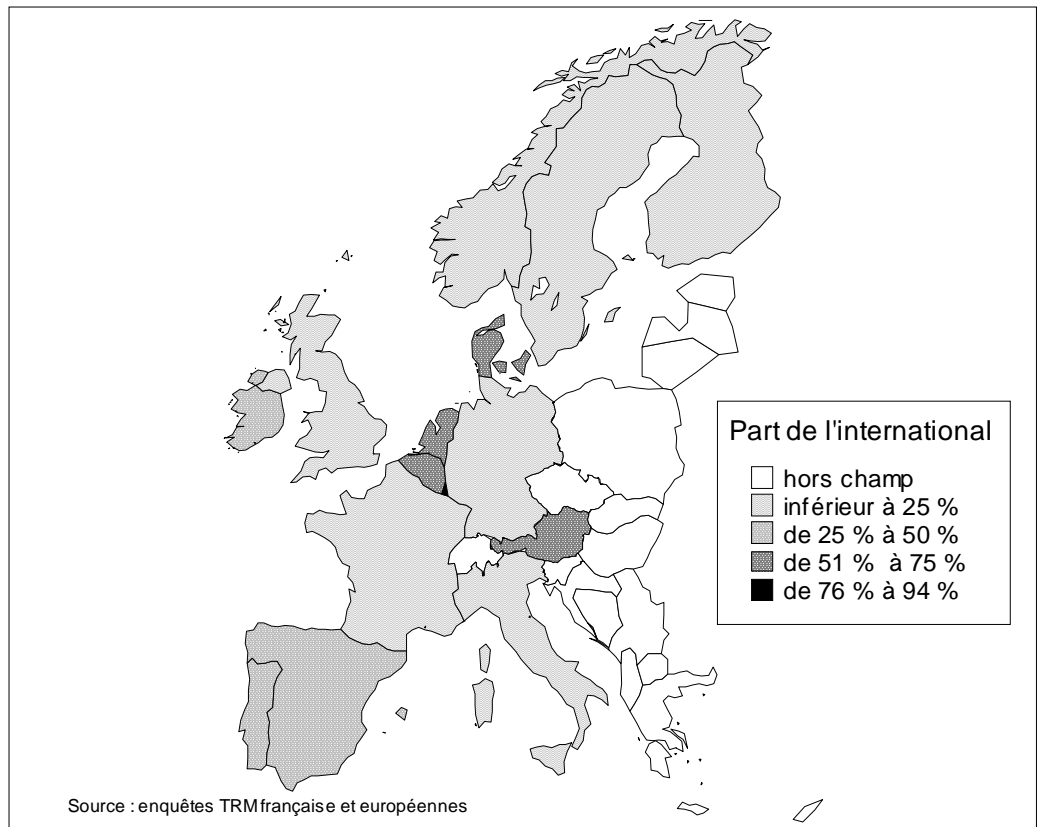 Part de l'international
hors champ
inférieur à 25 %
de 25 % à 50 %
de 51 % à 75 %
de 76 % à 94 %
Source : enquêtes TRM française et européennes